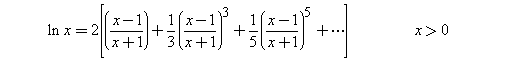 ln x = 2[((x−1)/(x+1)) + 1/3((x−1)/(x+1))³ + 1/5((x−1)/(x+1))⁵ + ⋯] x > 0